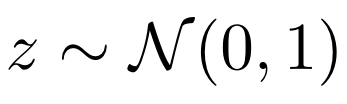 z ∼ 𝒩(0, 1)